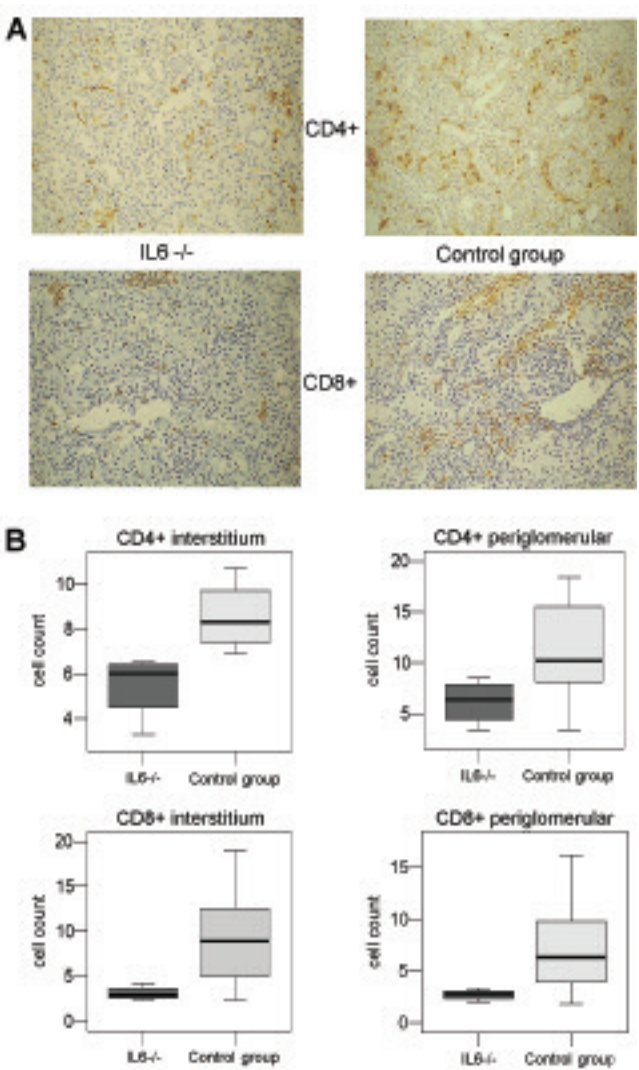 A
CD4+
IL6 -/-
Control group
CD8+
B
CD4+ interstitium
cell count
10
8
6
4
IL6-/-
Control group
CD4+ periglomerular
cell count
20
15
10
5
IL6-/-
Control group
CD8+ interstitium
cell count
20
15
10
5
0
IL6-/-
Control group
CD8+ periglomerular
cell count
15
10
5
0
IL6-/-
Control group